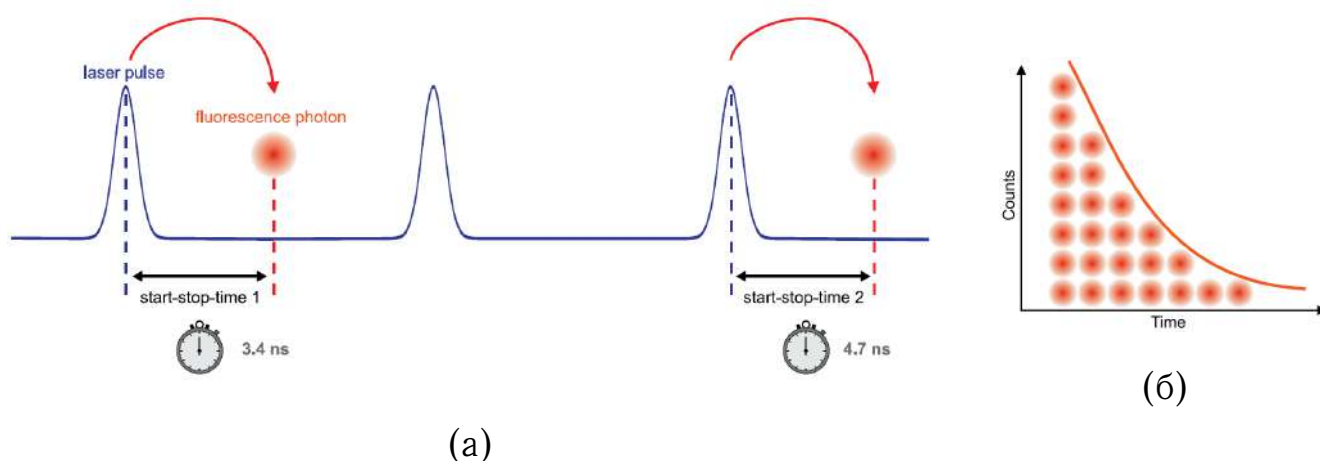 laser pulse
fluorescence photon
start-stop-time 1
3.4 ns
start-stop-time 2
4.7 ns
(а)
Counts
Time
(б)